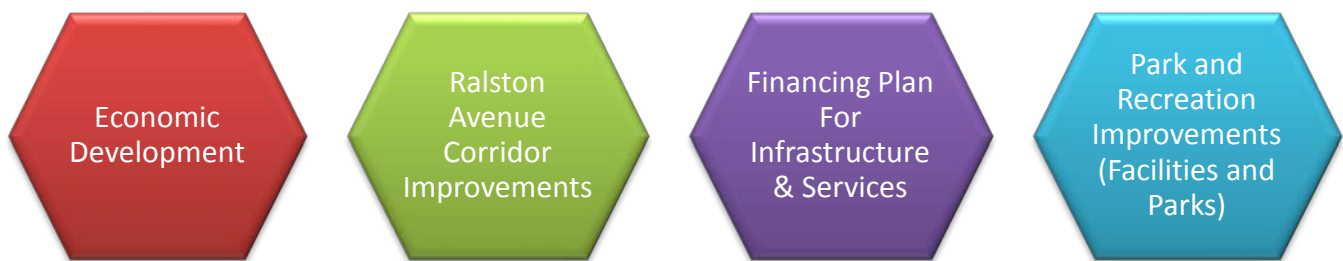 Economic
Development
Ralston
Avenue
Corridor
Improvements
Financing Plan
For
Infrastructure
& Services
Park and
Recreation
Improvements
(Facilities and
Parks)